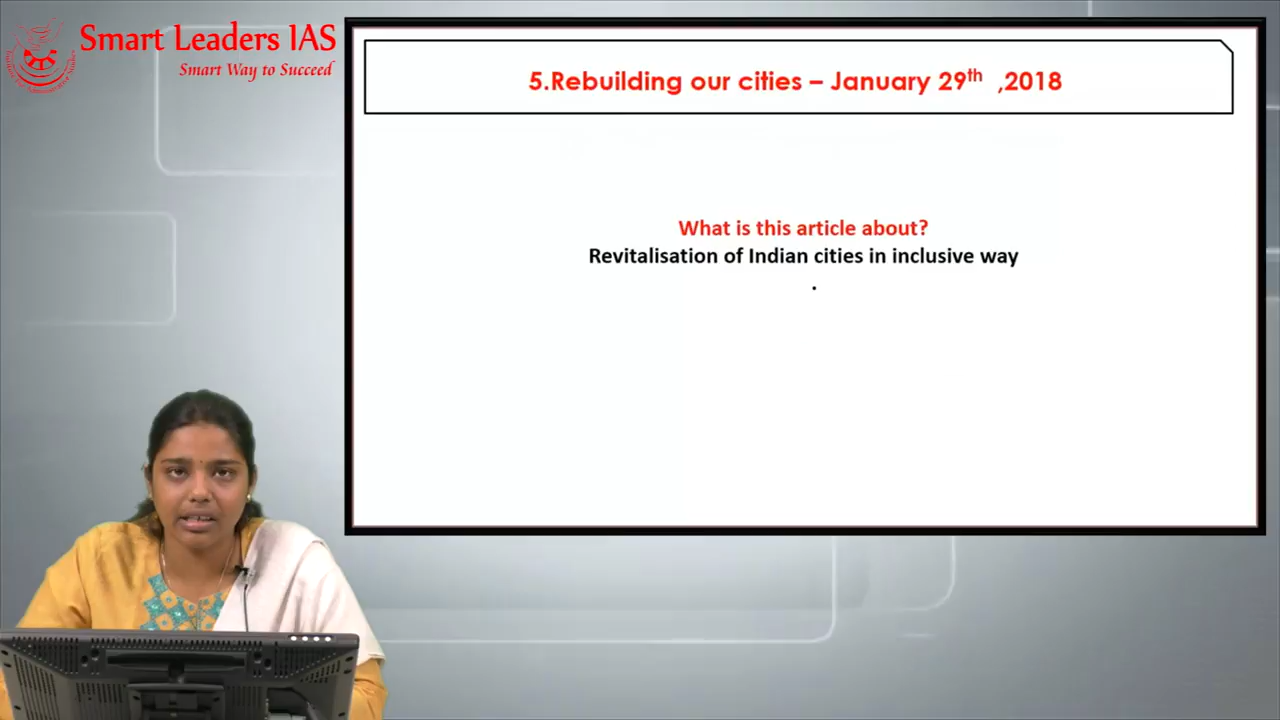 Smart Leaders IAS
Smart Way to Succeed
5.Rebuilding our cities – January 29th ,2018
What is this article about?
Revitalisation of Indian cities in inclusive way
.